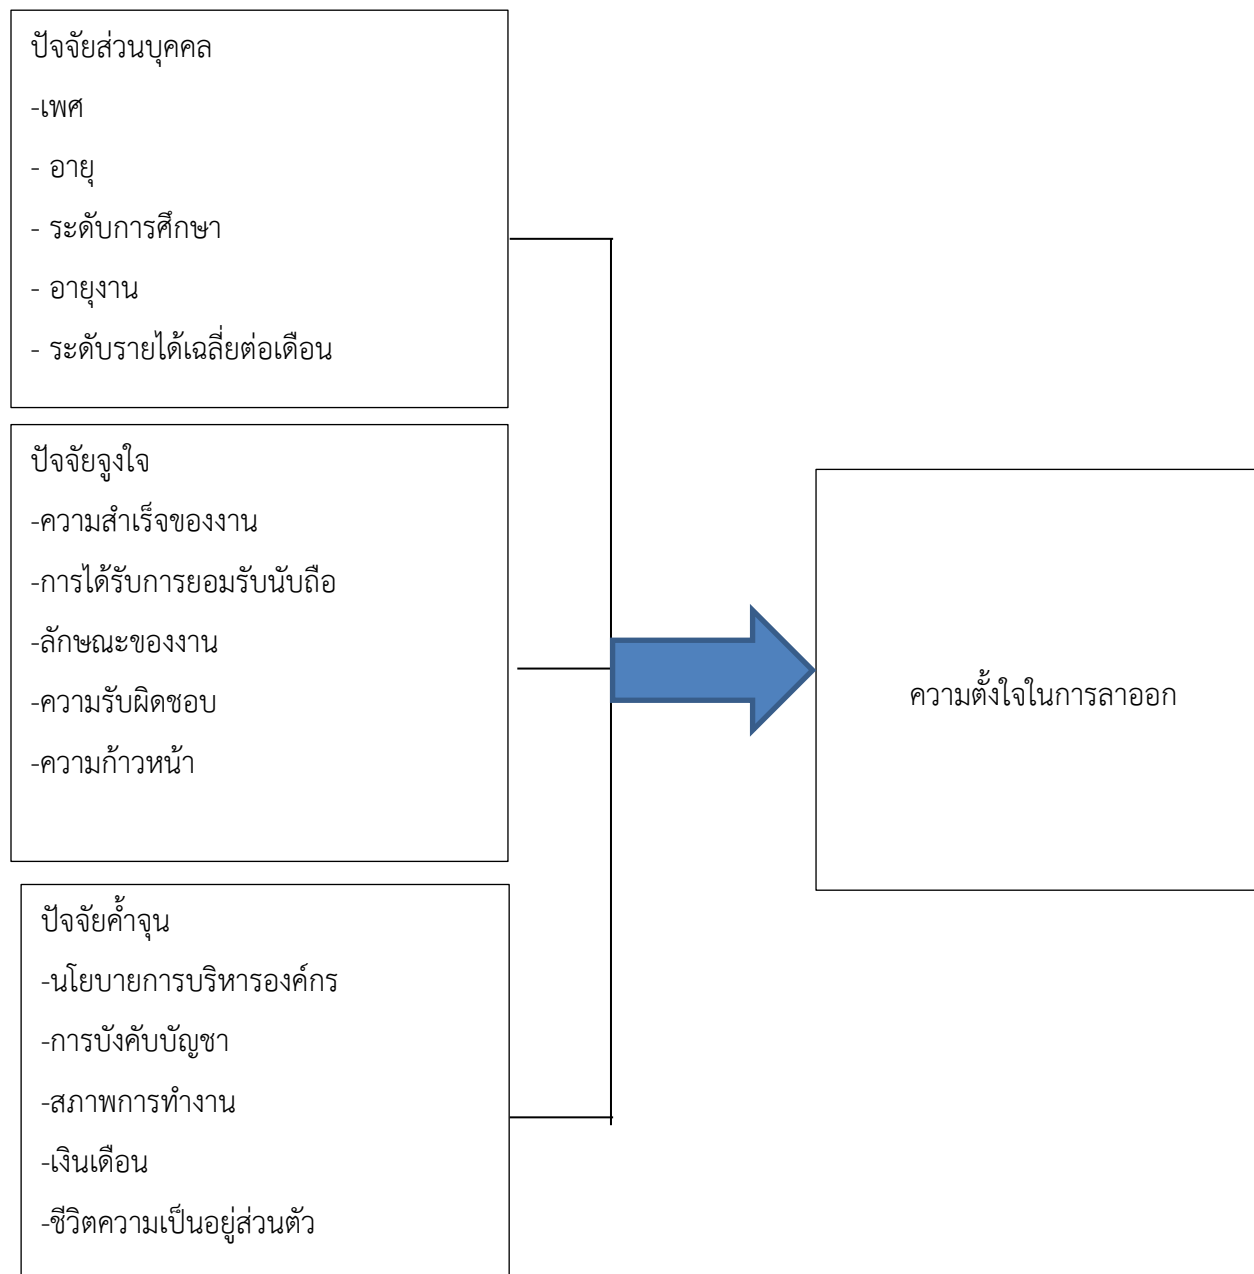 ปัจจัยส่วนบุคคล
-เพศ
- อายุ
- ระดับการศึกษา
- อายุงาน
- ระดับรายได้เฉลี่ยต่อเดือน
ปัจจัยจูงใจ
-ความสำเร็จของงาน
-การได้รับการยอมรับนับถือ
-ลักษณะของงาน
-ความรับผิดชอบ
-ความก้าวหน้า
ปัจจัยค้ำจุน
-นโยบายการบริหารองค์กร
-การบังคับบัญชา
-สภาพการทำงาน
-เงินเดือน
-ชีวิตความเป็นอยู่ส่วนตัว
ความตั้งใจในการลาออก